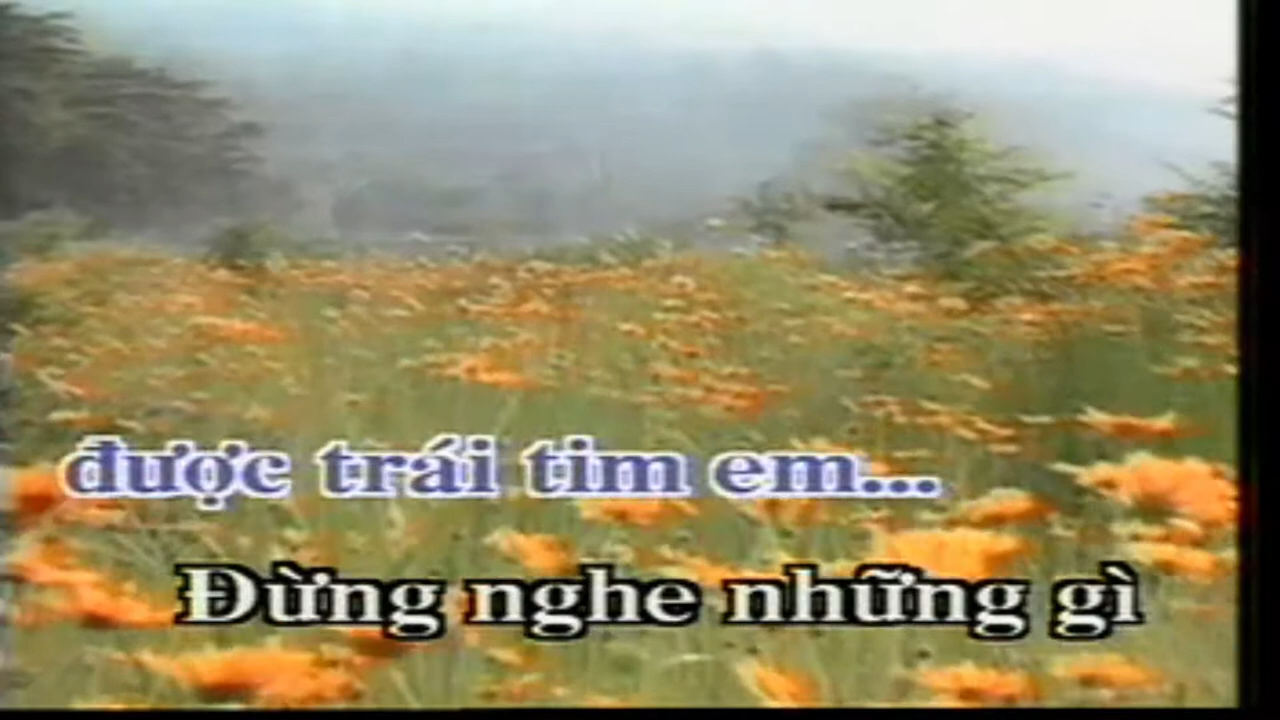 được trái tim em...
Đừng nghe những gì